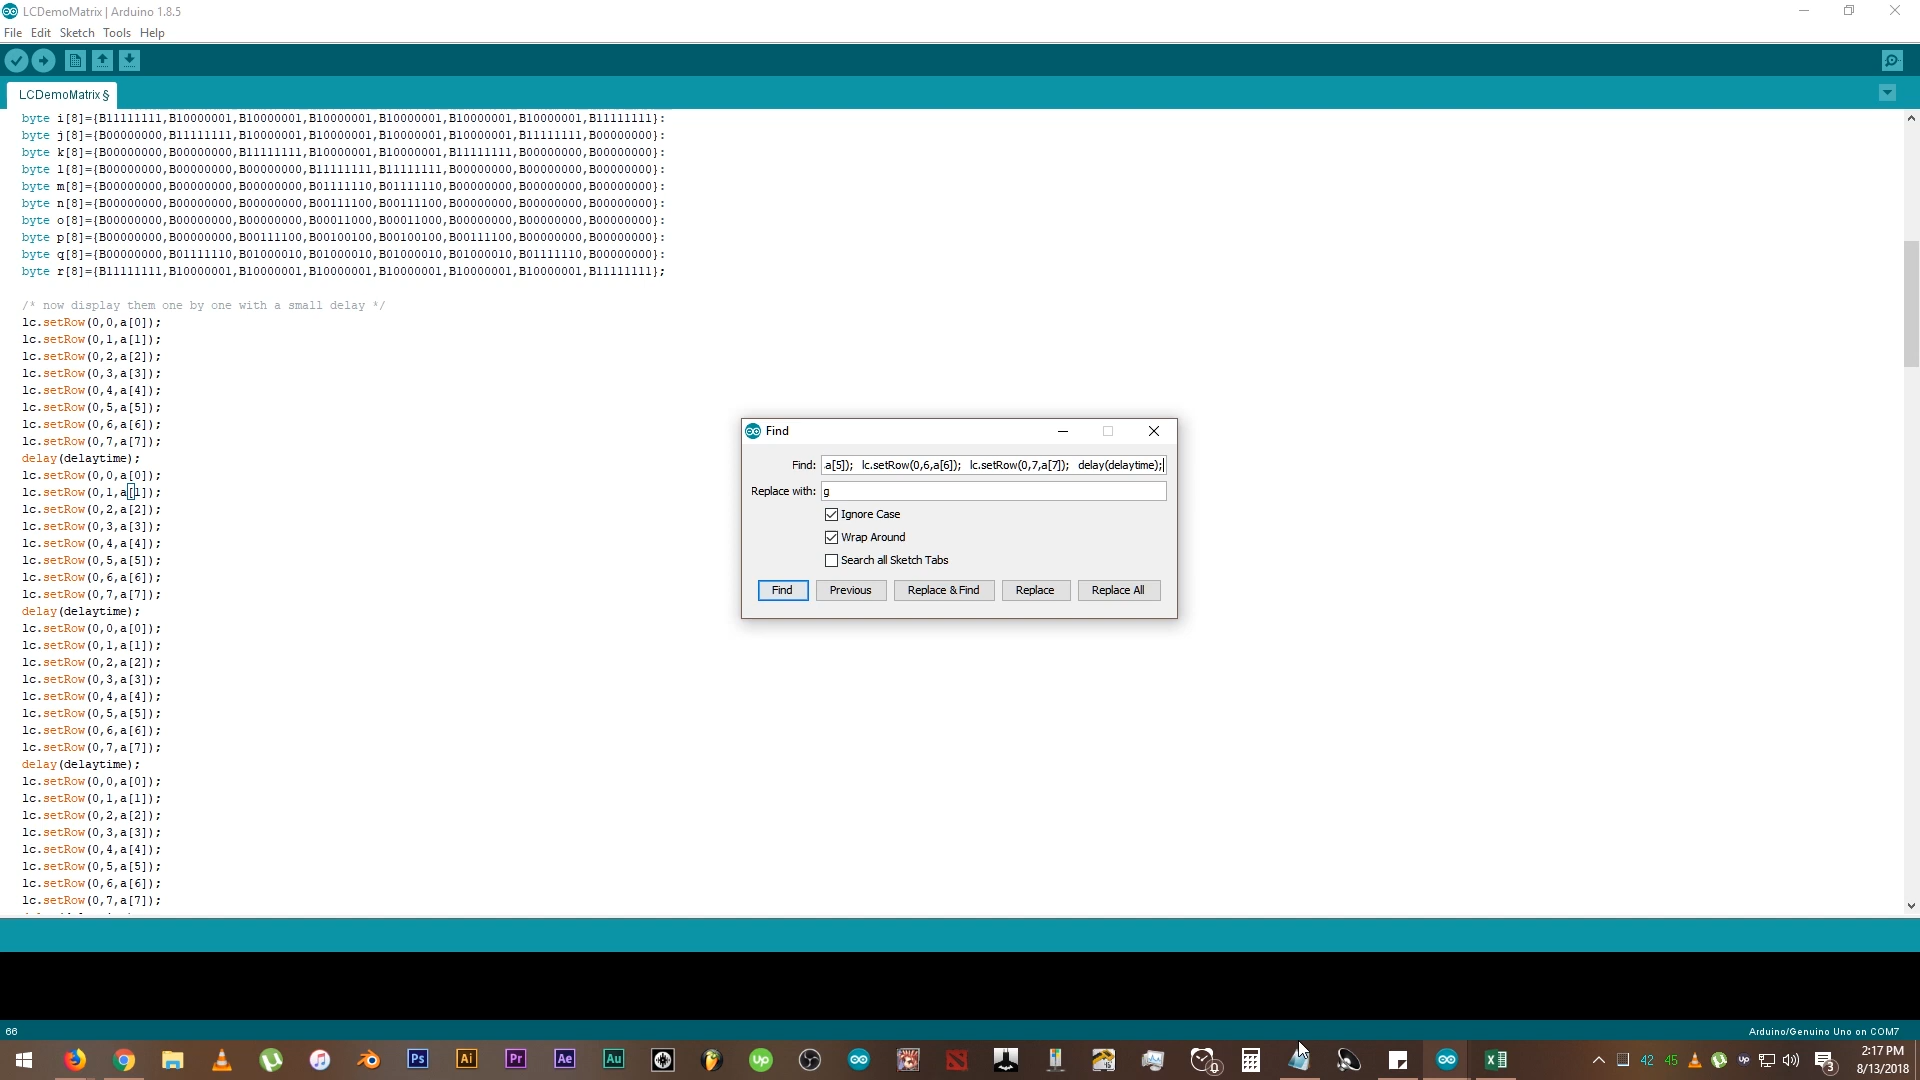 LCDemoMatrix | Arduino 1.8.5
File Edit Sketch Tools Help
LCDemoMatrix §
byte i[8]={B11111111,B10000001,B10000001,B10000001,B10000001,B10000001,B10000001,B11111111}:
byte j[8]={B00000000,B11111111,B10000001,B10000001,B10000001,B10000001,B11111111,B00000000}:
byte k[8]={B00000000,B00000000,B11111111,B10000001,B10000001,B11111111,B00000000,B00000000}:
byte l[8]={B00000000,B00000000,B00000000,B11111111,B11111111,B00000000,B00000000,B00000000}:
byte m[8]={B00000000,B00000000,B00000000,B01111110,B01111110,B00000000,B00000000,B00000000}:
byte n[8]={B00000000,B00000000,B00000000,B00111100,B00111100,B00000000,B00000000,B00000000}:
byte o[8]={B00000000,B00000000,B00000000,B00011000,B00011000,B00000000,B00000000,B00000000}:
byte p[8]={B00000000,B00000000,B00111100,B00100100,B00100100,B00111100,B00000000,B00000000}:
byte q[8]={B00000000,B01111110,B01000010,B01000010,B01000010,B01000010,B01111110,B00000000}:
byte r[8]={B11111111,B10000001,B10000001,B10000001,B10000001,B10000001,B10000001,B11111111};
/* now display them one by one with a small delay */
lc.setRow(0,0,a[0]);
lc.setRow(0,1,a[1]);
lc.setRow(0,2,a[2]);
lc.setRow(0,3,a[3]);
lc.setRow(0,4,a[4]);
lc.setRow(0,5,a[5]);
lc.setRow(0,6,a[6]);
lc.setRow(0,7,a[7]);
delay(delaytime);
lc.setRow(0,0,a[0]);
lc.setRow(0,1,a[1]);
lc.setRow(0,2,a[2]);
lc.setRow(0,3,a[3]);
lc.setRow(0,4,a[4]);
lc.setRow(0,5,a[5]);
lc.setRow(0,6,a[6]);
lc.setRow(0,7,a[7]);
delay(delaytime);
lc.setRow(0,0,a[0]);
lc.setRow(0,1,a[1]);
lc.setRow(0,2,a[2]);
lc.setRow(0,3,a[3]);
lc.setRow(0,4,a[4]);
lc.setRow(0,5,a[5]);
lc.setRow(0,6,a[6]);
lc.setRow(0,7,a[7]);
delay(delaytime);
lc.setRow(0,0,a[0]);
lc.setRow(0,1,a[1]);
lc.setRow(0,2,a[2]);
lc.setRow(0,3,a[3]);
lc.setRow(0,4,a[4]);
lc.setRow(0,5,a[5]);
lc.setRow(0,6,a[6]);
lc.setRow(0,7,a[7]);
Find
Find: a[5]); lc.setRow(0,6,a[6]); lc.setRow(0,7,a[7]); delay(delaytime);
Replace with: g
Ignore Case
Wrap Around
Search all Sketch Tabs
Find Previous Replace & Find Replace Replace All
66
Arduino/Genuino Uno on COM7
Ps Ai Pr Ae Au Up 0 42 45 up 3
2:17 PM
8/13/2018